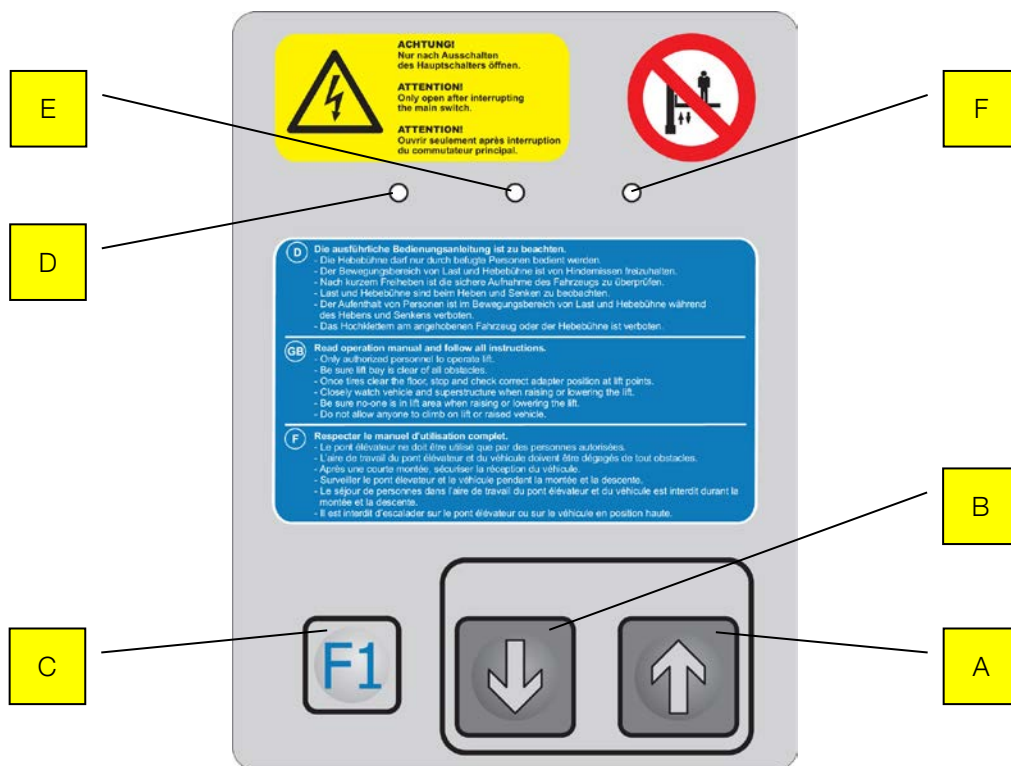 ACHTUNG!
Nur nach Ausschalten
des Hauptschalters öffnen.
ATTENTION!
Only open after interrupting
the main switch.
ATTENTION!
Ouvrir seulement après interruption
du commutateur principal.
E
F
D
D Die ausführliche Bedienungsanleitung ist zu beachten.
- Die Hebebühne darf nur durch befugte Personen bedient werden.
- Der Bewegungsbereich von Last und Hebebühne ist von Hindernissen freizuhalten.
- Nach kurzem Freiheben ist die sichere Aufnahme des Fahrzeugs zu überprüfen.
- Last und Hebebühne sind beim Heben und Senken zu beobachten.
- Der Aufenthalt von Personen ist im Bewegungsbereich von Last und Hebebühne während
des Hebens und Senkens verboten.
- Das Hochklettern am angehobenen Fahrzeug oder der Hebebühne ist verboten.
GB Read operation manual and follow all instructions.
- Only authorized personnel to operate lift.
- Be sure lift bay is clear of all obstacles.
- Once tires clear the floor, stop and check correct adapter position at lift points.
- Closely watch vehicle and superstructure when raising or lowering the lift.
- Be sure no-one is in lift area when raising or lowering the lift.
- Do not allow anyone to climb on lift or raised vehicle.
F Respecter le manuel d'utilisation complet.
- Le pont élévateur ne doit être utilisé que par des personnes autorisées.
- L'aire de travail du pont élévateur et du véhicule doivent être dégagés de tout obstacles.
- Après une courte montée, sécuriser la réception du véhicule.
- Surveiller le pont élevateur et le véhicule pendant la montée et la descente.
- Le séjour de personnes dans l'aire de travail du pont élévateur et du véhicule est interdit durant la
montée et la descente.
- Il est interdit d'escalader sur le pont élévateur ou sur le véhicule en position haute.
B
C
F1
A